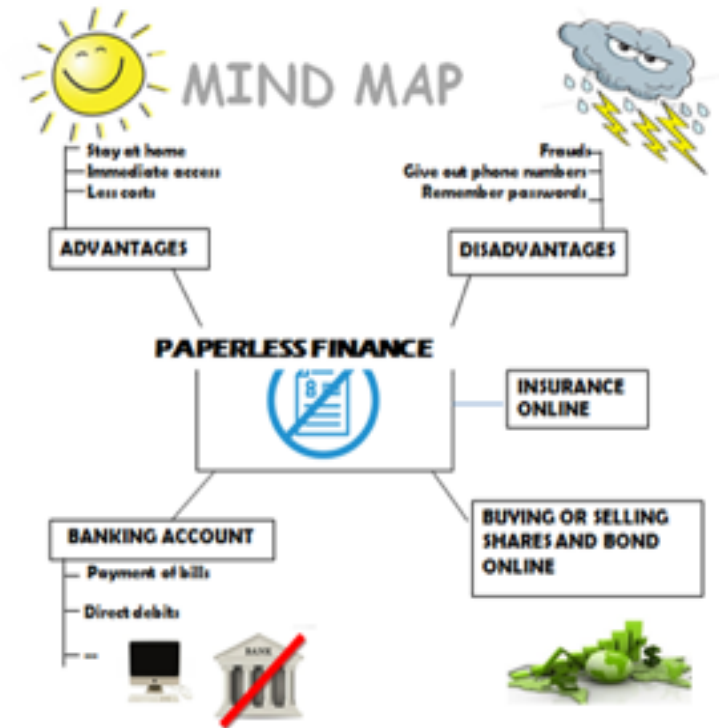 MIND MAP
Stay at home
Immediate access
Less costs
ADVANTAGES
Frauds
Give out phone numbers
Remember passwords
DISADVANTAGES
PAPERLESS FINANCE
8
INSURANCE
ONLINE
BANKING ACCOUNT
Payment of bills
Direct debits
...
BUYING OR SELLING
SHARES AND BOND
ONLINE
BANK
$